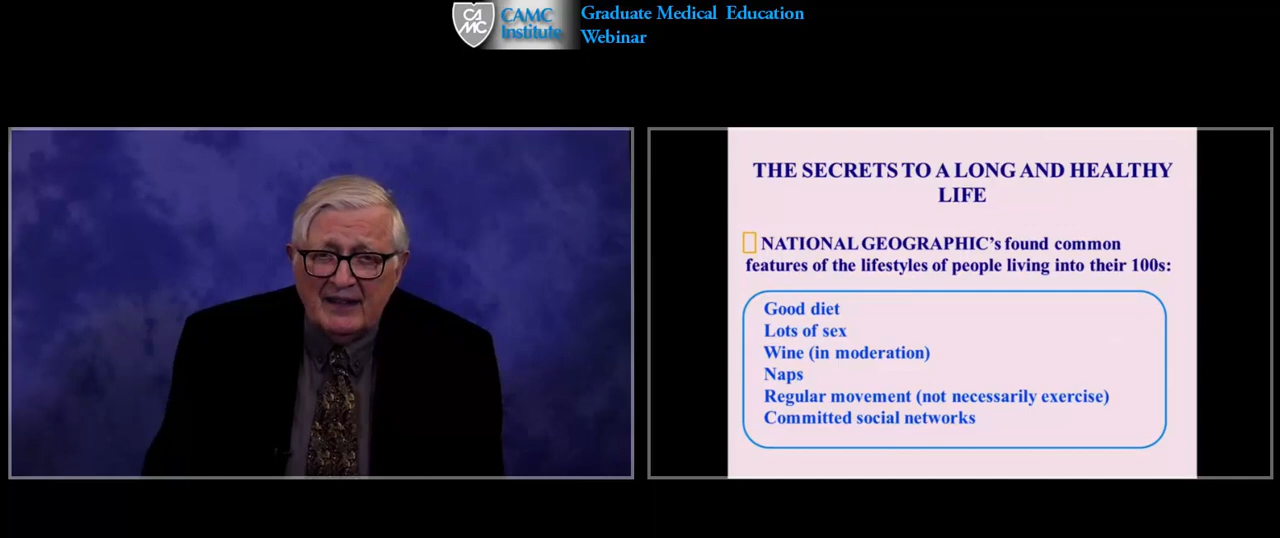 CAMC
CAMC
Institute
Graduate Medical Education
Webinar
THE SECRETS TO A LONG AND HEALTHY
LIFE
NATIONAL GEOGRAPHIC's found common
features of the lifestyles of people living into their 100s:
Good diet
Lots of sex
Wine (in moderation)
Naps
Regular movement (not necessarily exercise)
Committed social networks